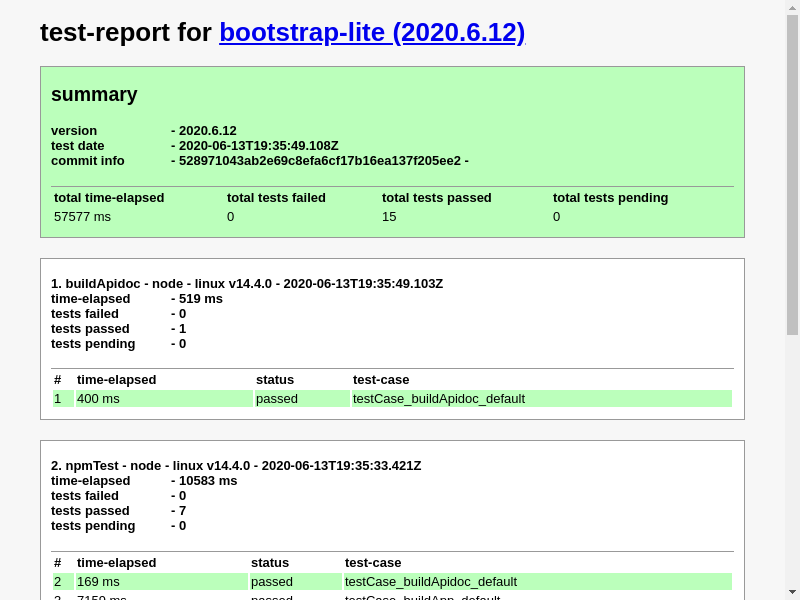 test-report for bootstrap-lite (2020.6.12)
summary
version - 2020.6.12
test date - 2020-06-13T19:35:49.108Z
commit info - 528971043ab2e69c8efa6cf17b16ea137f205ee2 -
total time-elapsed total tests failed total tests passed total tests pending
57577 ms 0 15 0
1. buildApidoc - node - linux v14.4.0 - 2020-06-13T19:35:49.103Z
time-elapsed - 519 ms
tests failed - 0
tests passed - 1
tests pending - 0
# time-elapsed status test-case
1 400 ms passed testCase_buildApidoc_default
2. npmTest - node - linux v14.4.0 - 2020-06-13T19:35:33.421Z
time-elapsed - 10583 ms
tests failed - 0
tests passed - 7
tests pending - 0
# time-elapsed status test-case
2 169 ms passed testCase_buildApidoc_default
3 7159 ms passed testCase_buildApp_default